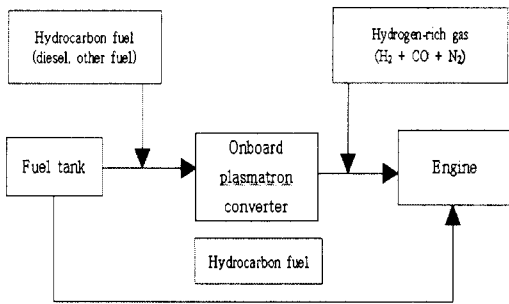 Hydrocarbon fuel
(diesel, other fuel)
Hydrogen-rich gas
(H₂ + CO + N₂)
Fuel tank
Onboard
plasmatron
converter
Engine
Hydrocarbon fuel